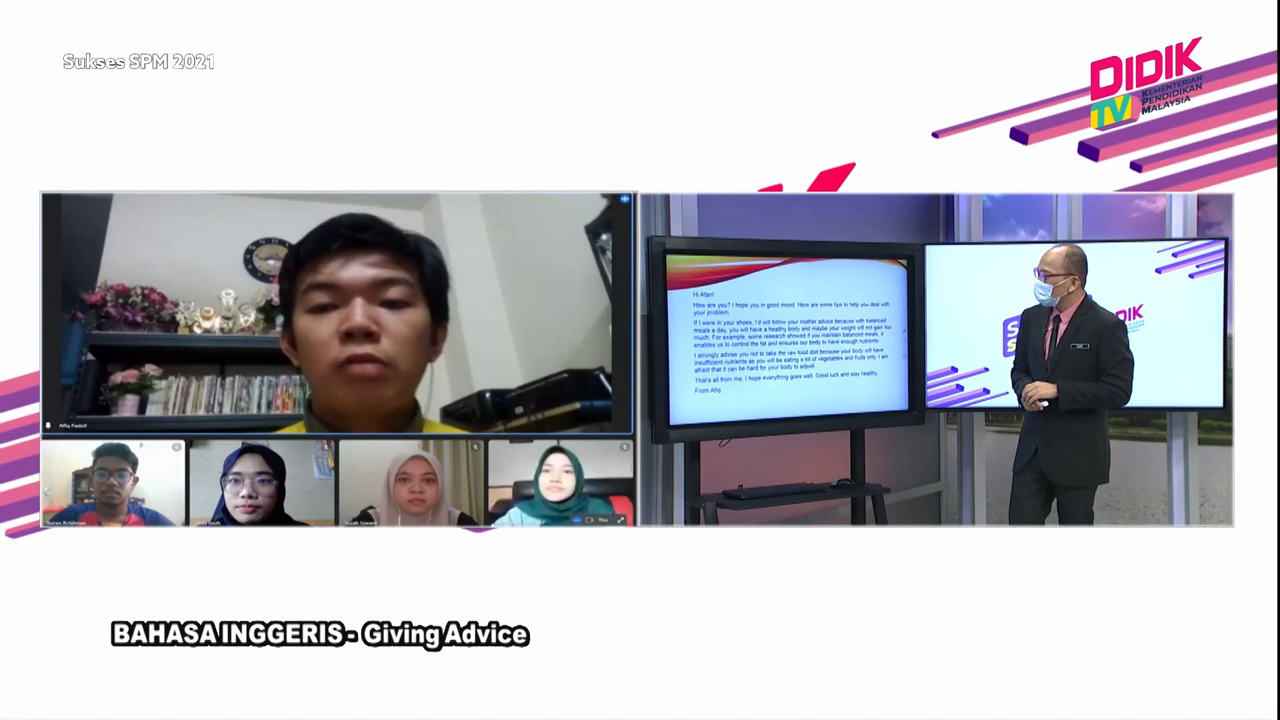 Sukses SPM 2021
DIDIK
TV
KEMENTERIAN
PENDIDIKAN
MALAYSIA
Hi Afan!
How are you? I hope you in good mood. Here are some tips to help you deal with
your problem.
If I were in your shoes, I'd will follow your mother advice because with balanced
meals a day, you will have a healthy body and maybe your weight will not gain too
much. For example, some research showed if you maintain balanced meals, it
enables us to control the fat and ensures our body to have enough nutrients.
I strongly advise you not to take the raw food diet because your body will have
insufficient nutrients as you will be eating a lot of vegetables and fruits only. I am
afraid that it can be hard for your body to adjust.
That's all from me. I hope everything goes well. Good luck and stay healthy.
From Afiq
DIK
Afiq Fadzil
Krishnan
You
BAHASA INGGERIS - Giving Advice